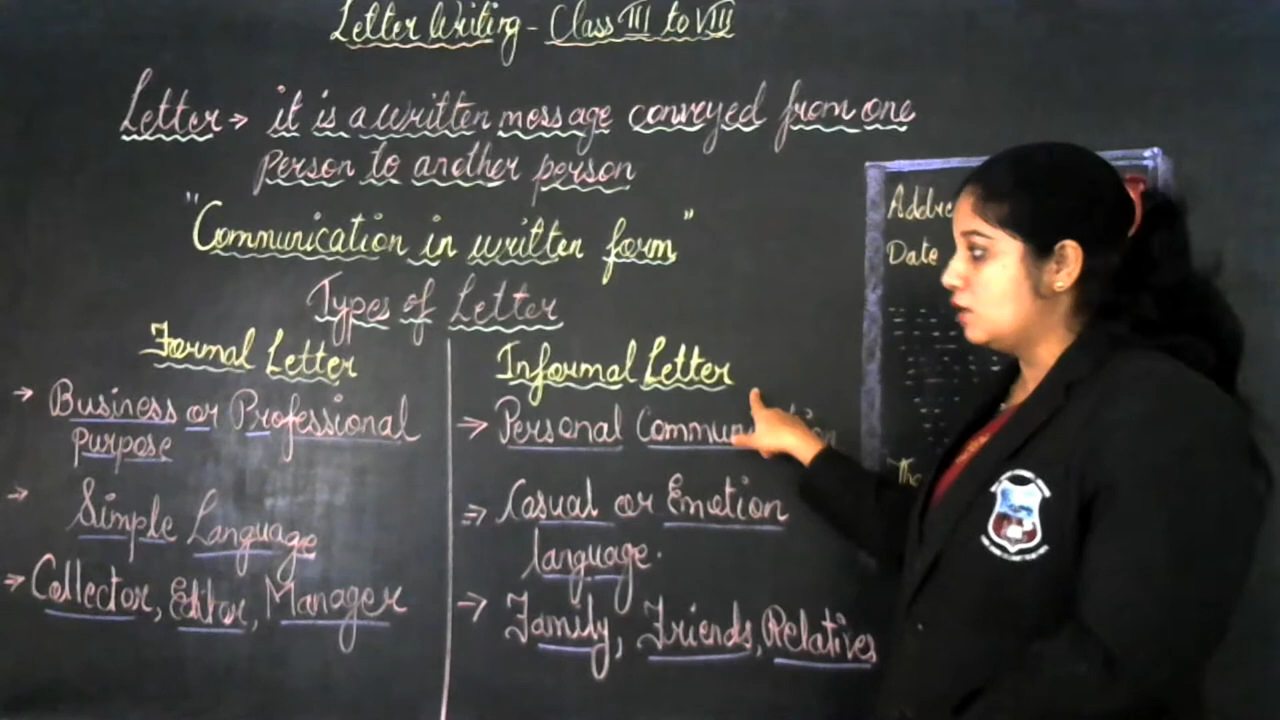 Letter Writing - Class III to VIII
Letter → it is a written message conveyed from one
person to another person
"Communication in written form"
Types of Letter
Formal Letter
→ Business or Professional
purpose
→ Simple Language
→ Collector, Editor, Manager
Informal Letter
→ Personal
⇒ Casual or Emotion
language.
→ Family, Friends, Relatives
Date